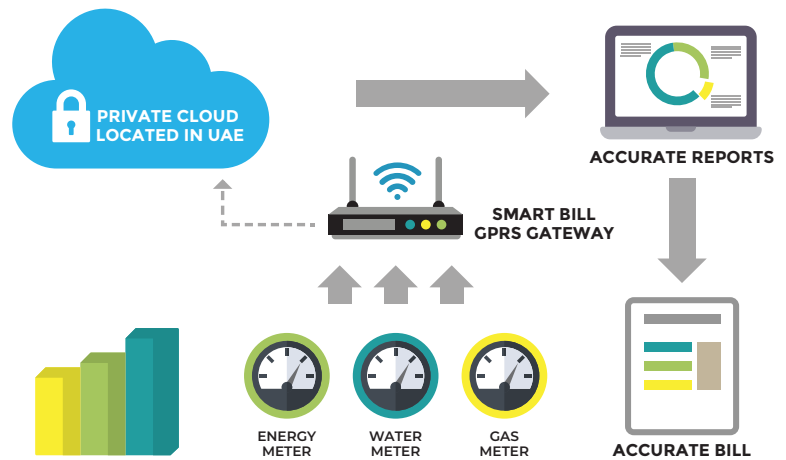 PRIVATE CLOUD
LOCATED IN UAE
ACCURATE REPORTS
SMART BILL
GPRS GATEWAY
ENERGY
METER
WATER
METER
GAS
METER
ACCURATE BILL